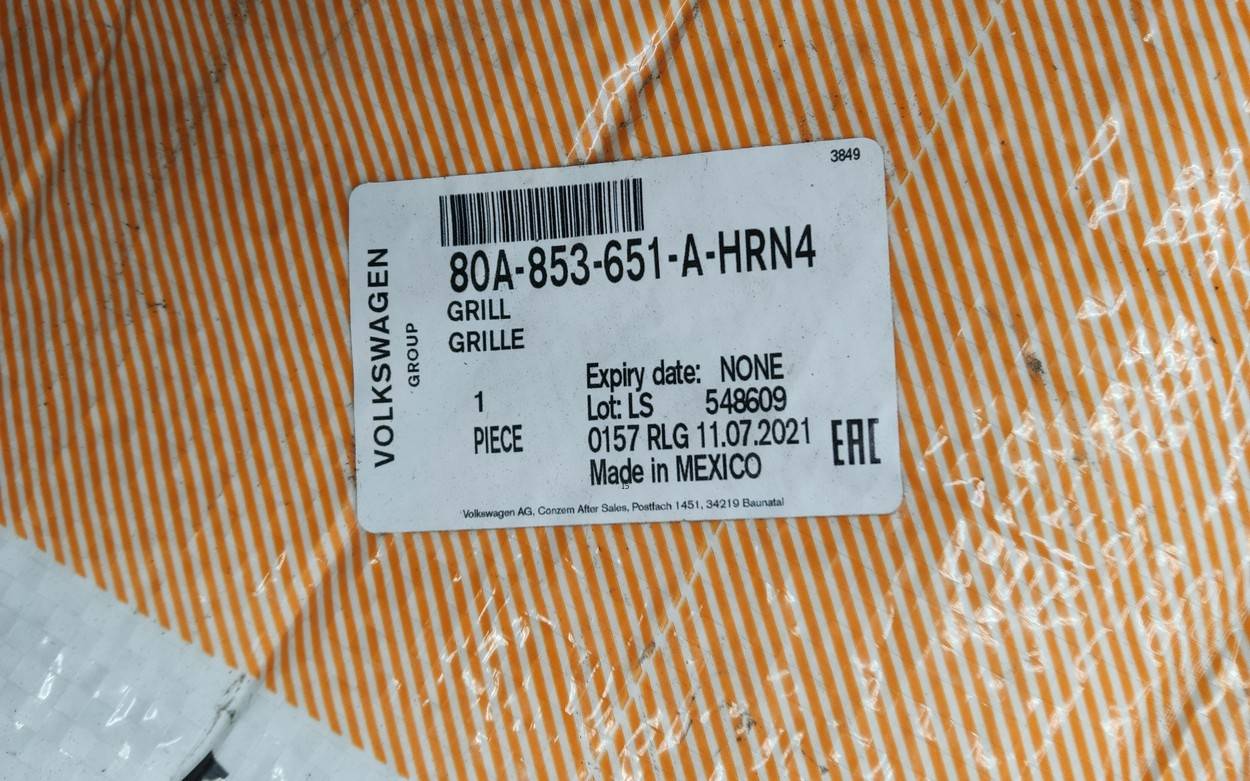 3849
VOLKSWAGEN
GROUP
80A-853-651-A-HRN4
GRILL
GRILLE
Expiry date: NONE
1 Lot: LS 548609
PIECE 0157 RLG 11.07.2021
Made in MEXICO
15
EAC
Volkswagen AG, Conzern After Sales, Postfach 1451, 34219 Baunatal